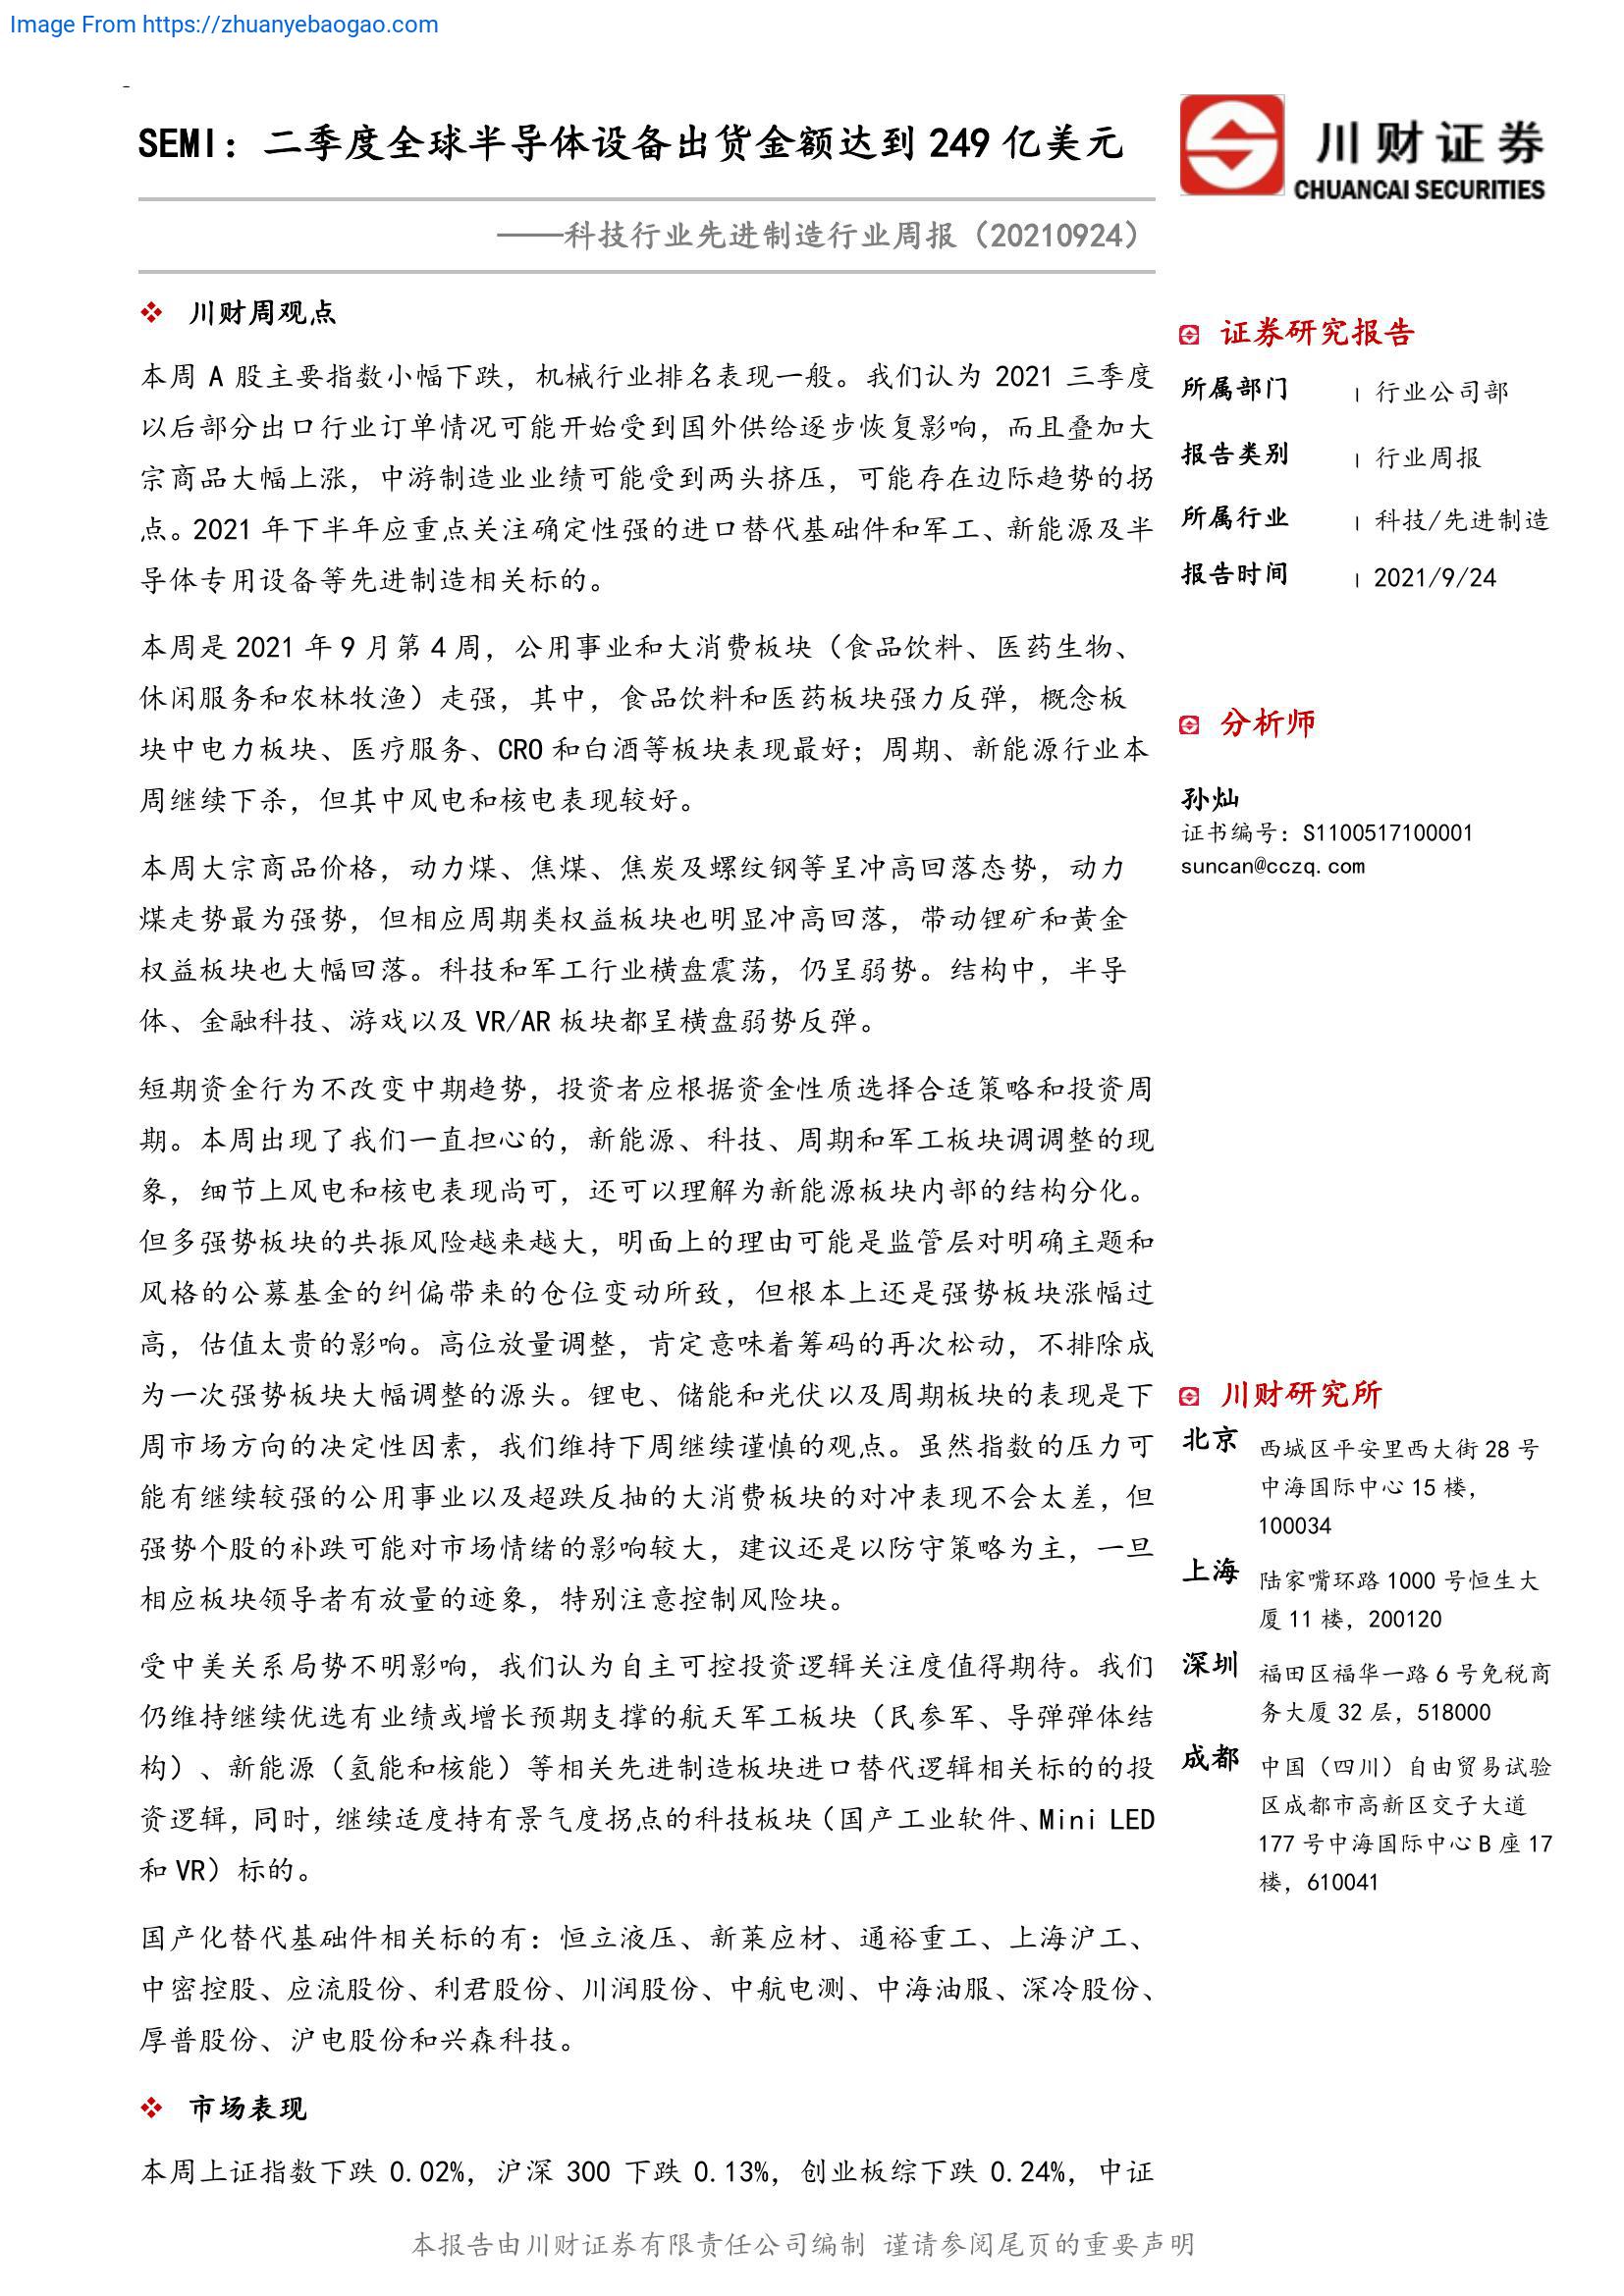 Image From https://zhuanyebaogao.com
SEMI：二季度全球半导体设备出货金额达到 249 亿美元
——科技行业先进制造行业周报（20210924）
川财证券
CHUANCAI SECURITIES
川财周观点
本周 A 股主要指数小幅下跌，机械行业排名表现一般。我们认为 2021 三季度
以后部分出口行业订单情况可能开始受到国外供给逐步恢复影响，而且叠加大
宗商品大幅上涨，中游制造业业绩可能受到两头挤压，可能存在边际趋势的拐
点。2021 年下半年应重点关注确定性强的进口替代基础件和军工、新能源及半
导体专用设备等先进制造相关标的。
本周是 2021 年 9 月第 4 周，公用事业和大消费板块（食品饮料、医药生物、
休闲服务和农林牧渔）走强，其中，食品饮料和医药板块强力反弹，概念板
块中电力板块、医疗服务、CRO 和白酒等板块表现最好；周期、新能源行业本
周继续下杀，但其中风电和核电表现较好。
本周大宗商品价格，动力煤、焦煤、焦炭及螺纹钢等呈冲高回落态势，动力
煤走势最为强势，但相应周期类权益板块也明显冲高回落，带动锂矿和黄金
权益板块也大幅回落。科技和军工行业横盘震荡，仍呈弱势。结构中，半导
体、金融科技、游戏以及 VR/AR 板块都呈横盘弱势反弹。
短期资金行为不改变中期趋势，投资者应根据资金性质选择合适策略和投资周
期。本周出现了我们一直担心的，新能源、科技、周期和军工板块调调整的现
象，细节上风电和核电表现尚可，还可以理解为新能源板块内部的结构分化。
但多强势板块的共振风险越来越大，明面上的理由可能是监管层对明确主题和
风格的公募基金的纠偏带来的仓位变动所致，但根本上还是强势板块涨幅过
高，估值太贵的影响。高位放量调整，肯定意味着筹码的再次松动，不排除成
为一次强势板块大幅调整的源头。锂电、储能和光伏以及周期板块的表现是下
周市场方向的决定性因素，我们维持下周继续谨慎的观点。虽然指数的压力可
能有继续较强的公用事业以及超跌反抽的大消费板块的对冲表现不会太差，但
强势个股的补跌可能对市场情绪的影响较大，建议还是以防守策略为主，一旦
相应板块领导者有放量的迹象，特别注意控制风险块。
受中美关系局势不明影响，我们认为自主可控投资逻辑关注度值得期待。我们
仍维持继续优选有业绩或增长预期支撑的航天军工板块（民参军、导弹弹体结
构）、新能源（氢能和核能）等相关先进制造板块进口替代逻辑相关标的的投
资逻辑，同时，继续适度持有景气度拐点的科技板块（国产工业软件、Mini LED
和 VR）标的。
国产化替代基础件相关标的有：恒立液压、新莱应材、通裕重工、上海沪工、
中密控股、应流股份、利君股份、川润股份、中航电测、中海油服、深冷股份、
厚普股份、沪电股份和兴森科技。
市场表现
本周上证指数下跌 0.02%，沪深 300 下跌 0.13%，创业板综下跌 0.24%，中证
证券研究报告
所属部门 | 行业公司部
报告类别 | 行业周报
所属行业 | 科技/先进制造
报告时间 | 2021/9/24
分析师
孙灿
证书编号：S1100517100001
suncan@cczq.com
川财研究所
北京 西城区平安里西大街 28 号
中海国际中心 15 楼，
100034
上海 陆家嘴环路 1000 号恒生大
厦 11 楼，200120
深圳 福田区福华一路 6 号免税商
务大厦 32 层，518000
成都 中国（四川）自由贸易试验
区成都市高新区交子大道
177 号中海国际中心 B 座 17
楼，610041
本报告由川财证券有限责任公司编制 谨请参阅尾页的重要声明